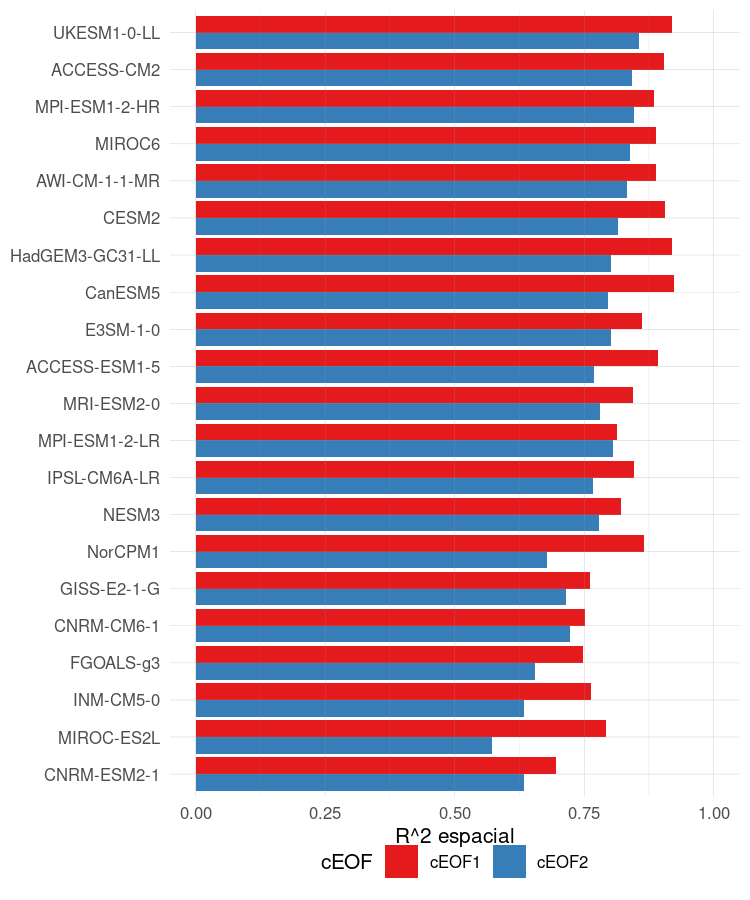 UKESM1-0-LL
ACCESS-CM2
MPI-ESM1-2-HR
MIROC6
AWI-CM-1-1-MR
CESM2
HadGEM3-GC31-LL
CanESM5
E3SM-1-0
ACCESS-ESM1-5
MRI-ESM2-0
MPI-ESM1-2-LR
IPSL-CM6A-LR
NESM3
NorCPM1
GISS-E2-1-G
CNRM-CM6-1
FGOALS-g3
INM-CM5-0
MIROC-ES2L
CNRM-ESM2-1
0.00 0.25 0.50 0.75 1.00
R^2 espacial
cEOF cEOF1 cEOF2